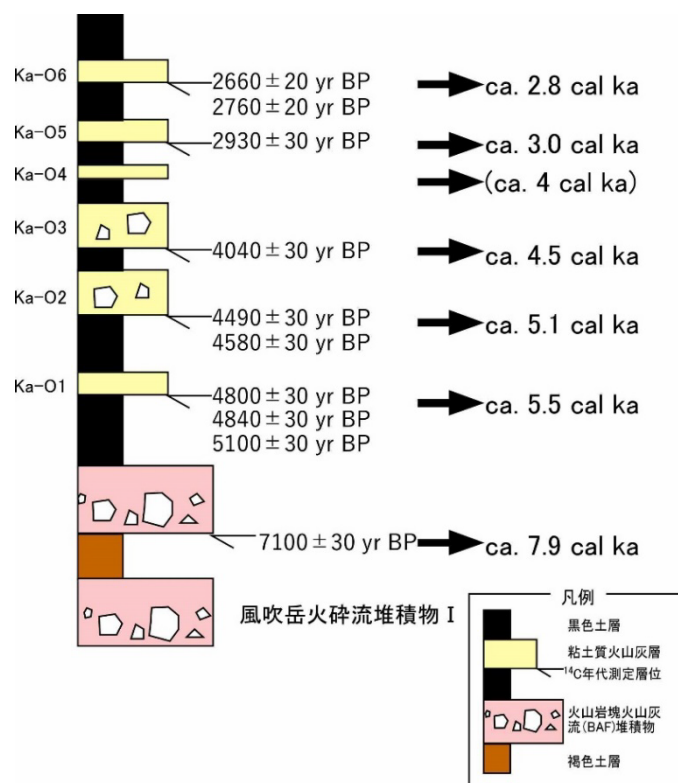 Ka-O6
2660±20 yr BP
ca. 2.8 cal ka
2760±20 yr BP
Ka-O5
2930±30 yr BP
ca. 3.0 cal ka
Ka-O4
(ca. 4 cal ka)
Ka-O3
4040±30 yr BP
ca. 4.5 cal ka
Ka-O2
4490±30 yr BP
ca. 5.1 cal ka
4580±30 yr BP
Ka-O1
4800±30 yr BP
ca. 5.5 cal ka
4840±30 yr BP
5100±30 yr BP
7100±30 yr BP
ca. 7.9 cal ka
風吹岳火砕流堆積物 I
凡例
黒色土層
粘土質火山灰層
¹⁴C年代測定層位
火山岩塊火山灰
流(BAF)堆積物
褐色土層